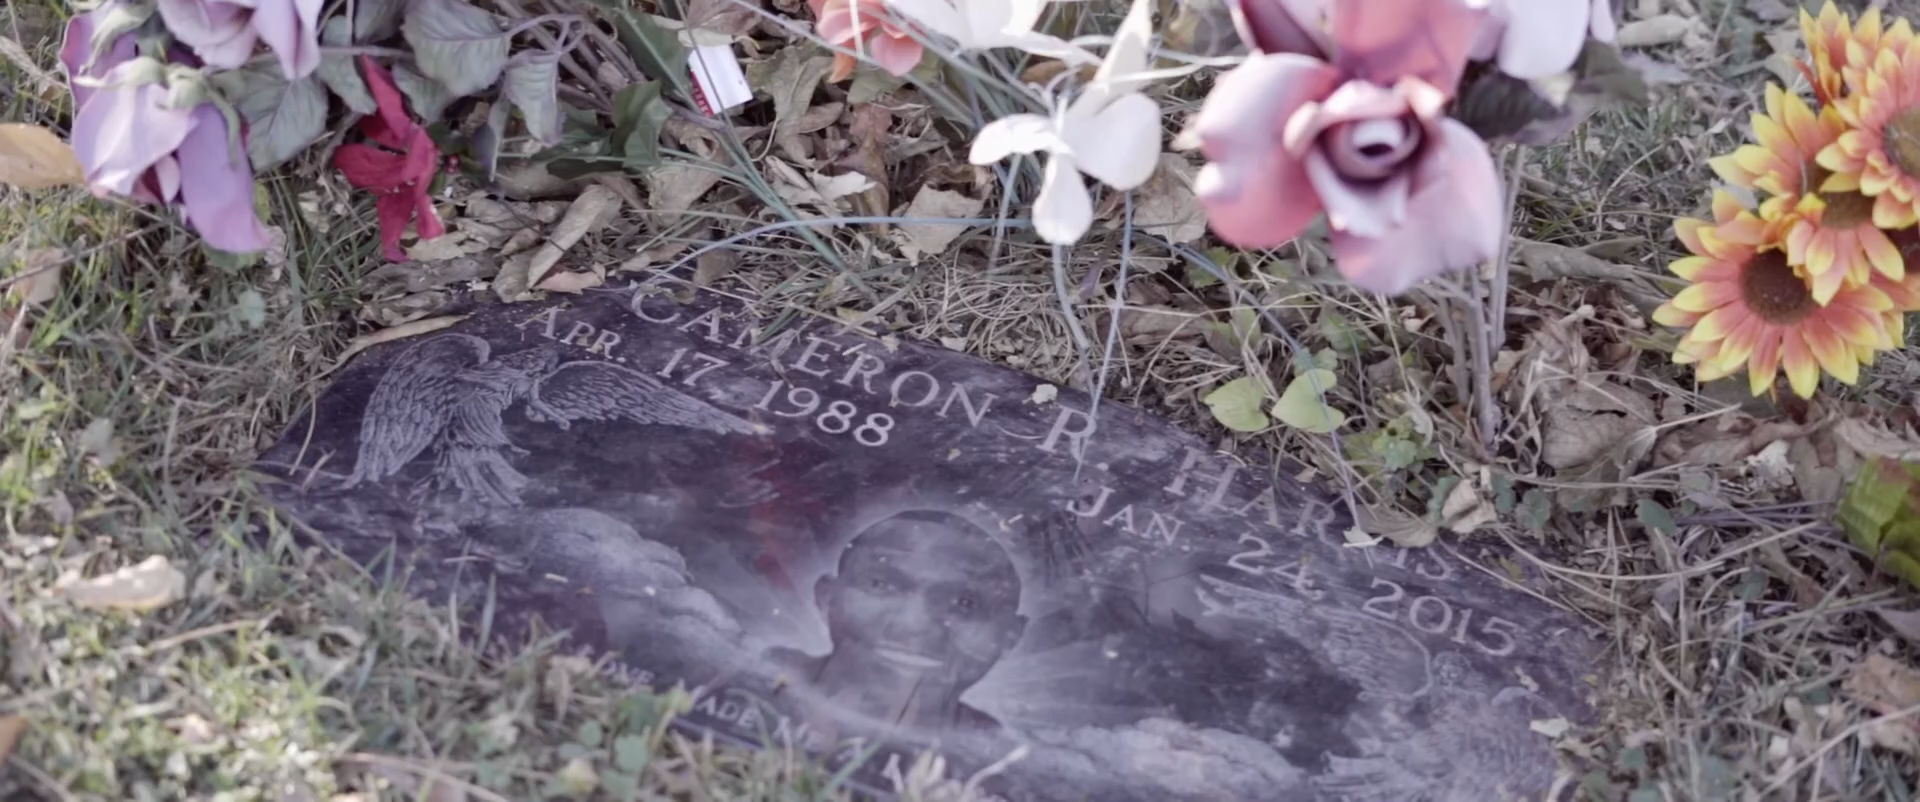 CAMERON R. HARRIS
APR. 17, 1988
JAN. 24, 2015